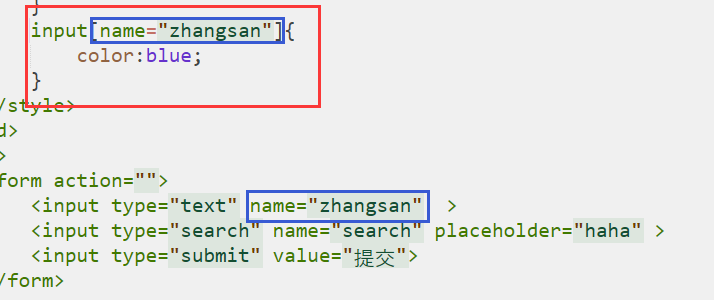 }
input[name="zhangsan"]{
color:blue;
}
/style>
d>
>
form action="">
<input type="text" name="zhangsan" >
<input type="search" name="search" placeholder="haha" >
<input type="submit" value="提交">
/form>